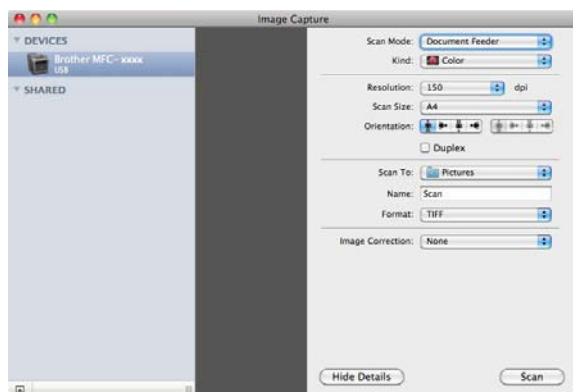 Image Capture
DEVICES
Brother MFC- xxxx
USB
SHARED
Scan Mode: Document Feeder
Kind: Color
Resolution: 150 dpi
Scan Size: A4
Orientation:
Duplex
Scan To: Pictures
Name: Scan
Format: TIFF
Image Correction: None
Hide Details Scan